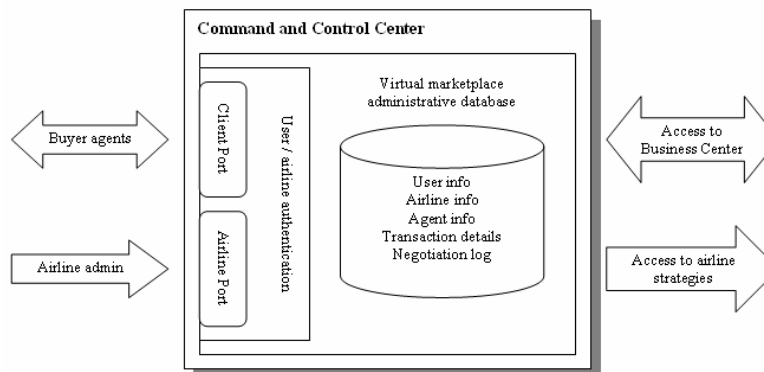 Command and Control Center
Buyer agents
Airline admin
Client Port
Airline Port
User / airline authentication
Virtual marketplace
administrative database
User info
Airline info
Agent info
Transaction details
Negotiation log
Access to
Business Center
Access to airline
strategies